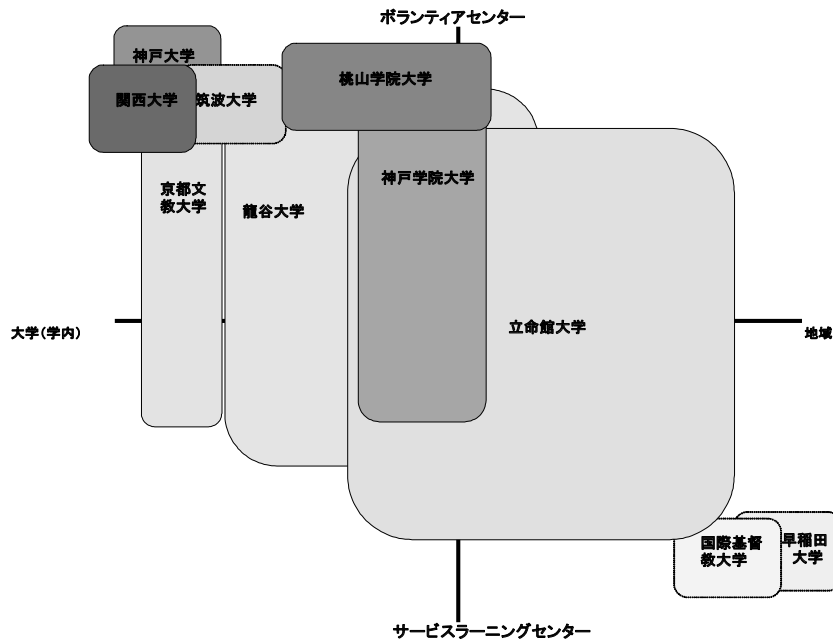 ボランティアセンター
神戸大学
関西大学
筑波大学
桃山学院大学
京都文
教大学
龍谷大学
神戸学院大学
大学(学内)
立命館大学
地域
国際基督
教大学
早稲田
大学
サービスラーニングセンター